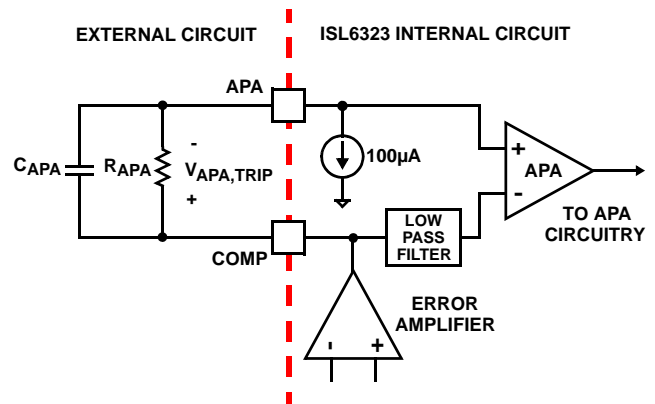 EXTERNAL CIRCUIT
ISL6323 INTERNAL CIRCUIT
APA
CAPA
RAPA
-
VAPA,TRIP
+
100µA
+
APA
-
LOW
PASS
FILTER
TO APA
CIRCUITRY
COMP
ERROR
AMPLIFIER
- +